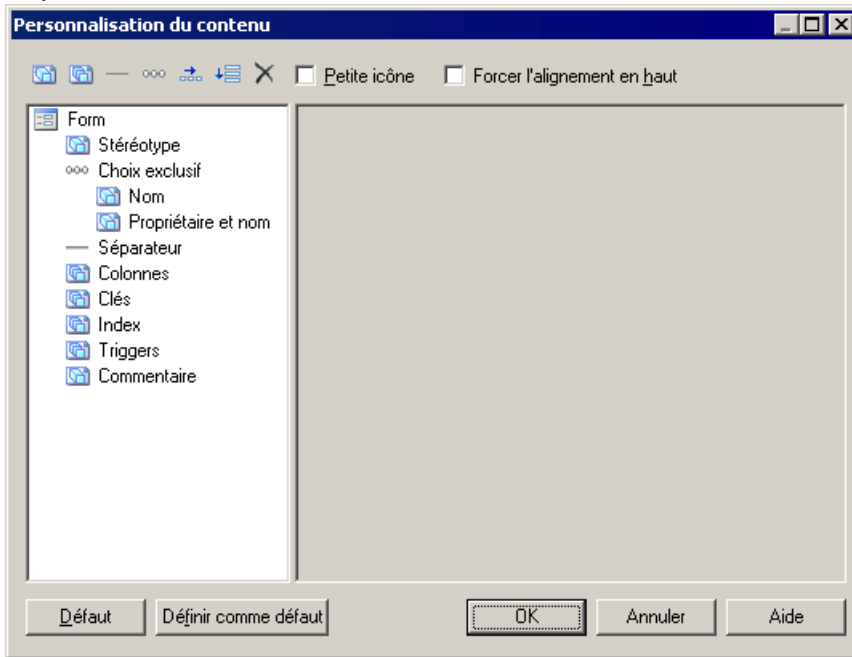 Personnalisation du contenu
Petite icône Forcer l'alignement en haut
Form
Stéréotype
Choix exclusif
Nom
Propriétaire et nom
Séparateur
Colonnes
Clés
Index
Triggers
Commentaire
Défaut Définir comme défaut OK Annuler Aide